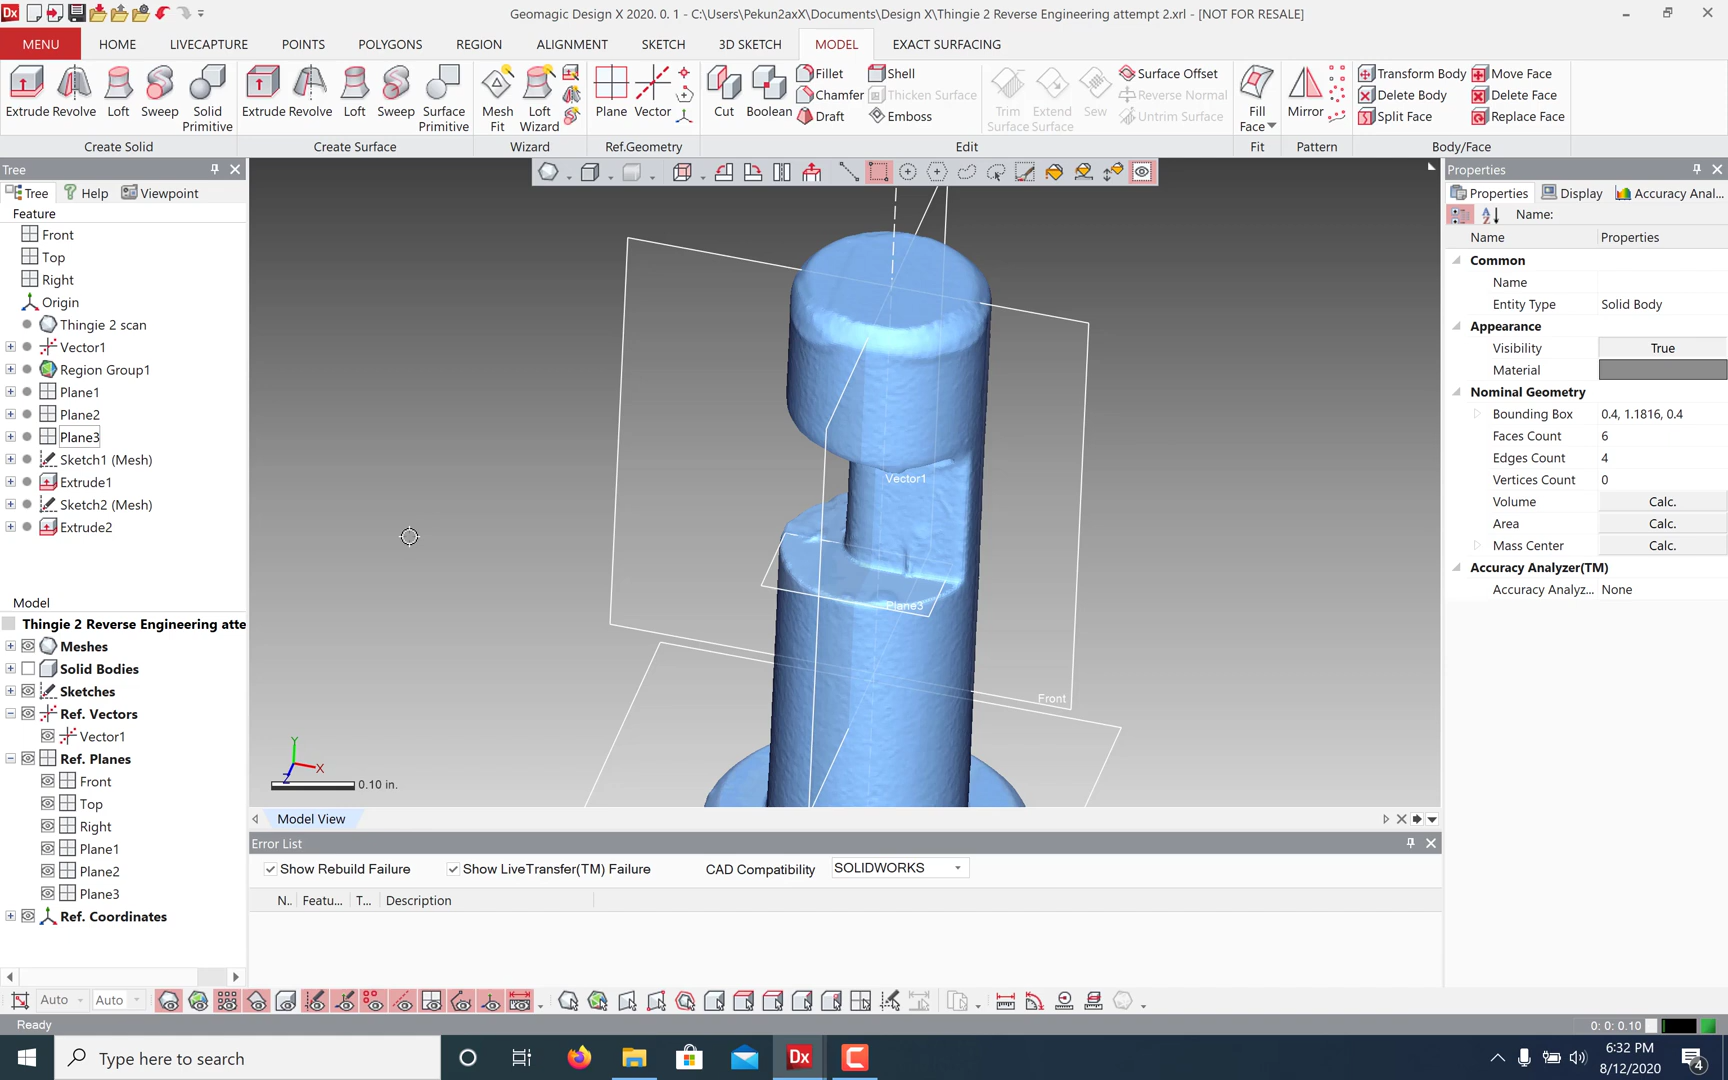 Dx
Geomagic Design X 2020. 0. 1 - C:\Users\Pekun2axX\Documents\Design X\Thingie 2 Reverse Engineering attempt 2.xrl - [NOT FOR RESALE]
MENU HOME LIVECAPTURE POINTS POLYGONS REGION ALIGNMENT SKETCH 3D SKETCH MODEL EXACT SURFACING
Extrude Revolve Loft Sweep Solid Primitive
Create Solid
Extrude Revolve Loft Sweep Surface Primitive
Create Surface
Mesh Fit Loft Wizard
Wizard
Plane Vector
Ref.Geometry
Cut Boolean Fillet Chamfer Draft Shell Thicken Surface Emboss Trim Surface Extend Surface Sew Surface Offset Reverse Normal Untrim Surface
Edit
Fill Face
Fit
Mirror
Pattern
Transform Body Delete Body Split Face Move Face Delete Face Replace Face
Body/Face
Tree
Tree Help Viewpoint
Feature
Front
Top
Right
Origin
Thingie 2 scan
Vector1
Region Group1
Plane1
Plane2
Plane3
Sketch1 (Mesh)
Extrude1
Sketch2 (Mesh)
Extrude2
Model
Thingie 2 Reverse Engineering atte
Meshes
Solid Bodies
Sketches
Ref. Vectors
Vector1
Ref. Planes
Front
Top
Right
Plane1
Plane2
Plane3
Ref. Coordinates
Vector1
Plane3
Front
Y
X
Z
0.10 in.
Model View
Error List
Show Rebuild Failure Show LiveTransfer(TM) Failure CAD Compatibility SOLIDWORKS
N.. Featu... T... Description
Properties
Properties Display Accuracy Anal...
Name:
Name Properties
Common
Name
Entity Type Solid Body
Appearance
Visibility True
Material
Nominal Geometry
Bounding Box 0.4, 1.1816, 0.4
Faces Count 6
Edges Count 4
Vertices Count 0
Volume Calc.
Area Calc.
Mass Center Calc.
Accuracy Analyzer(TM)
Accuracy Analyz... None
Auto Auto
Ready
0: 0: 0.10
Type here to search
Dx
6:32 PM
8/12/2020
4